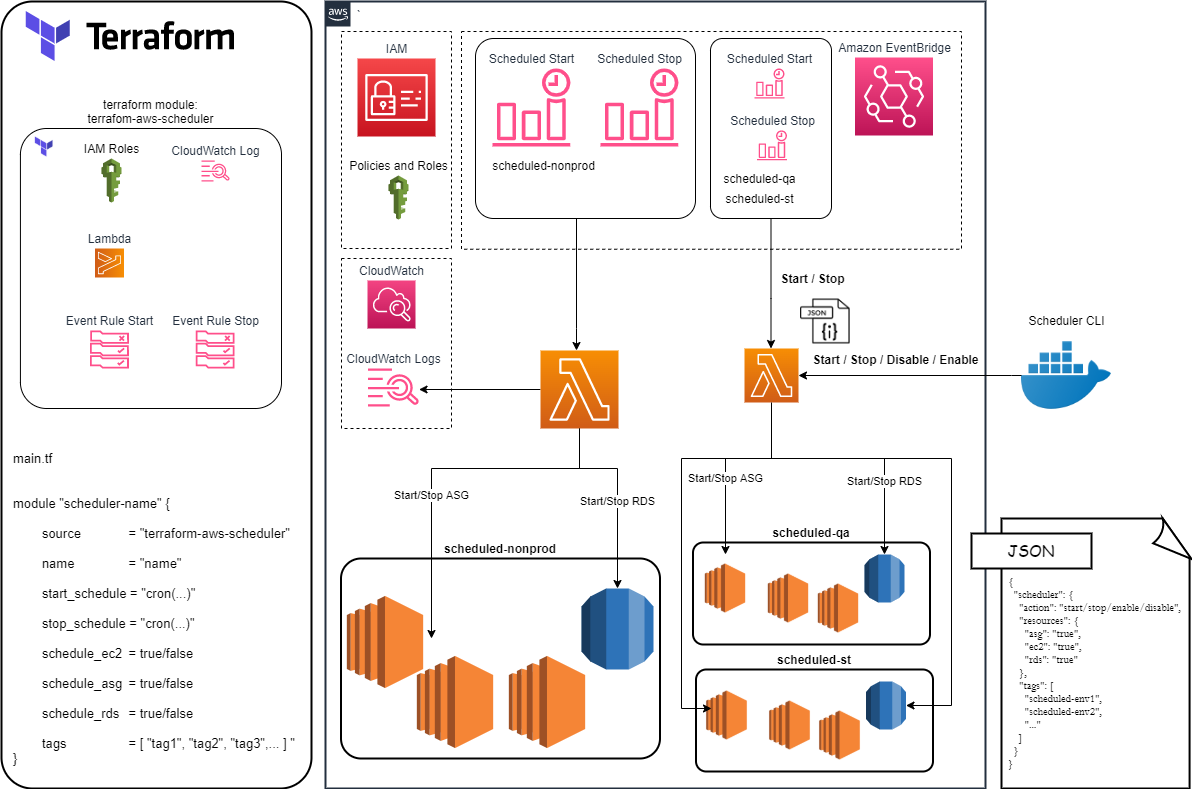 Terraform
terraform module:
terrafom-aws-scheduler
IAM Roles
CloudWatch Log
Lambda
Event Rule Start
Event Rule Stop
main.tf
module "scheduler-name" {
source = "terraform-aws-scheduler"
name = "name"
start_schedule = "cron(...)"
stop_schedule = "cron(...)"
schedule_ec2 = true/false
schedule_asg = true/false
schedule_rds = true/false
tags = [ "tag1", "tag2", "tag3",... ] "
}
aws
`
IAM
Policies and Roles
Scheduled Start
Scheduled Stop
scheduled-nonprod
Scheduled Start
Scheduled Stop
scheduled-qa
scheduled-st
Amazon EventBridge
CloudWatch
CloudWatch Logs
Start / Stop
JSON
{i}
Start / Stop / Disable / Enable
Scheduler CLI
Start/Stop ASG
Start/Stop RDS
scheduled-nonprod
Start/Stop ASG
Start/Stop RDS
scheduled-qa
scheduled-st
JSON
{
"scheduler": {
"action": "start/stop/enable/disable",
"resources": {
"asg": "true",
"ec2": "true",
"rds": "true"
},
"tags": [
"scheduled-env1",
"scheduled-env2",
"..."
]
}
}